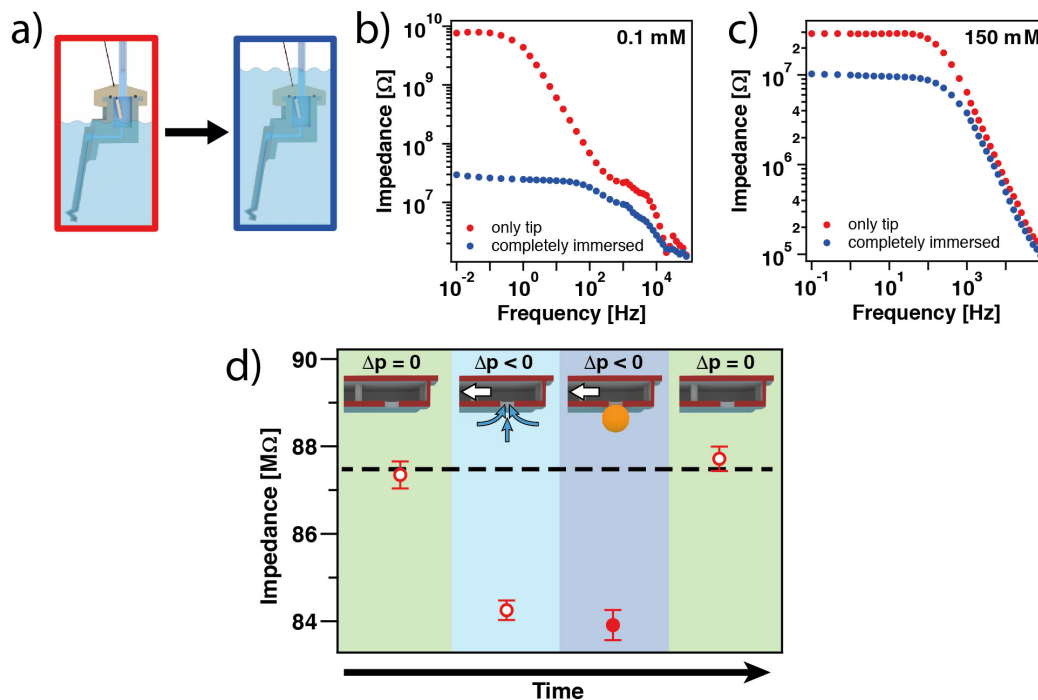 a)
b)
Impedance [Ω]
10^10
10^9
10^8
10^7
0.1 mM
only tip
completely immersed
10^-2
10^0
10^2
10^4
Frequency [Hz]
c)
Impedance [Ω]
2
10^7
4
2
10^6
4
2
10^5
150 mM
only tip
completely immersed
10^-1
10^1
10^3
Frequency [Hz]
d)
Impedance [MΩ]
90
88
86
84
Δp = 0
Δp < 0
Δp < 0
Δp = 0
Time